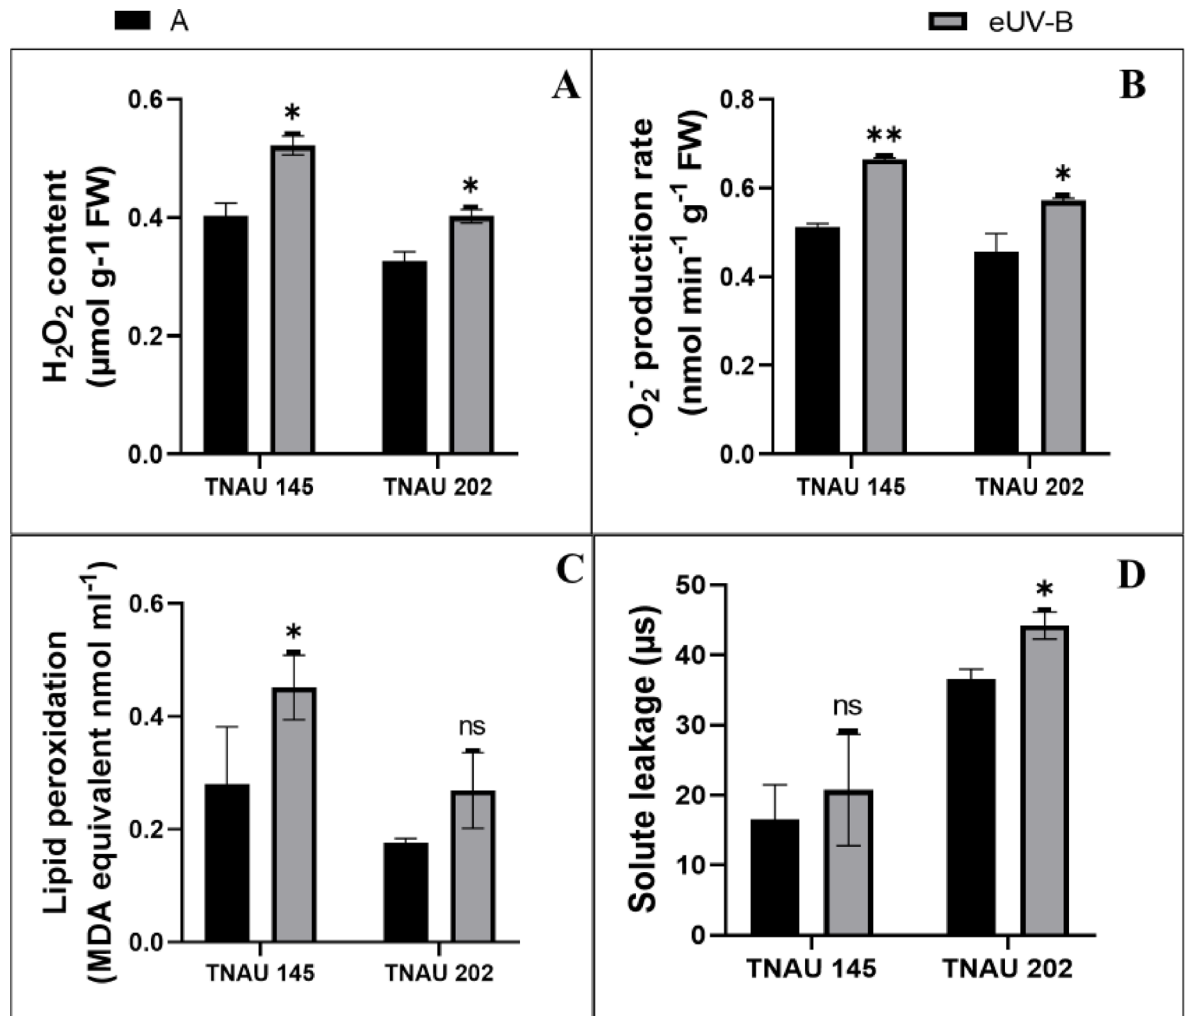 A
eUV-B
A
H₂O₂ content
(µmol g-1 FW)
0.6
0.4
0.2
0.0
*
*
TNAU 145
TNAU 202
B
·O₂⁻ production rate
(nmol min⁻¹ g⁻¹ FW)
0.8
0.6
0.4
0.2
0.0
**
*
TNAU 145
TNAU 202
C
Lipid peroxidation
(MDA equivalent nmol ml⁻¹)
0.6
0.4
0.2
0.0
*
ns
TNAU 145
TNAU 202
D
Solute leakage (µs)
50
40
30
20
10
0
ns
*
TNAU 145
TNAU 202